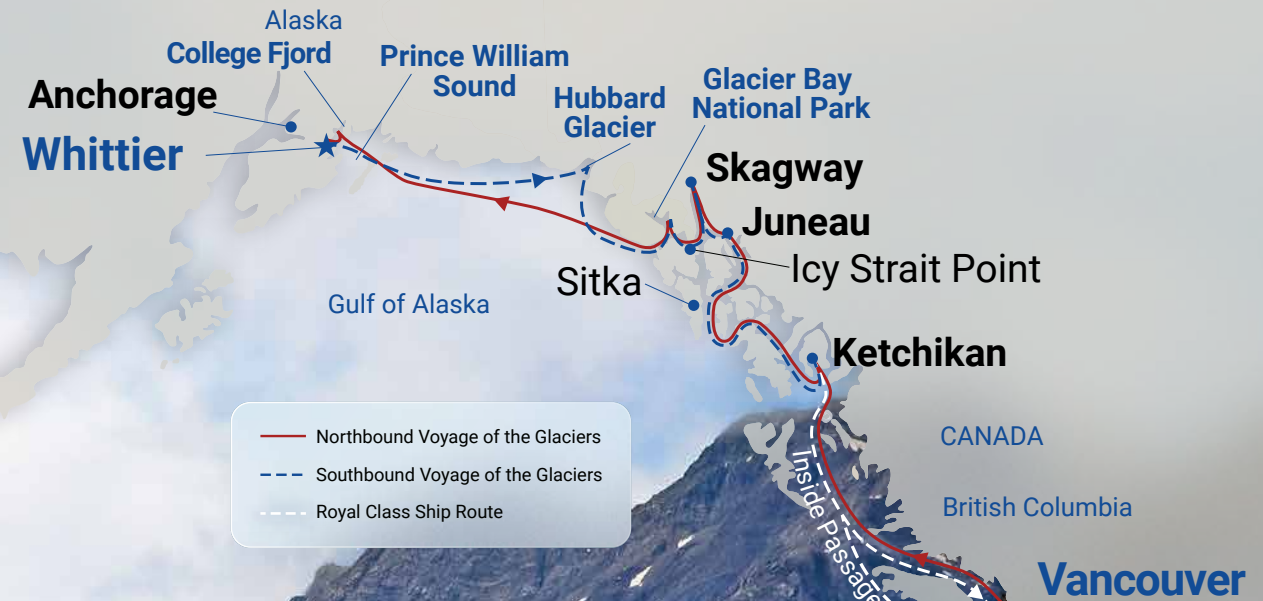 Alaska
College Fjord
Prince William
Sound
Anchorage
Whittier
Hubbard
Glacier
Glacier Bay
National Park
Skagway
Juneau
Icy Strait Point
Sitka
Gulf of Alaska
Ketchikan
Northbound Voyage of the Glaciers
Southbound Voyage of the Glaciers
Royal Class Ship Route
CANADA
British Columbia
Inside Passage
Vancouver